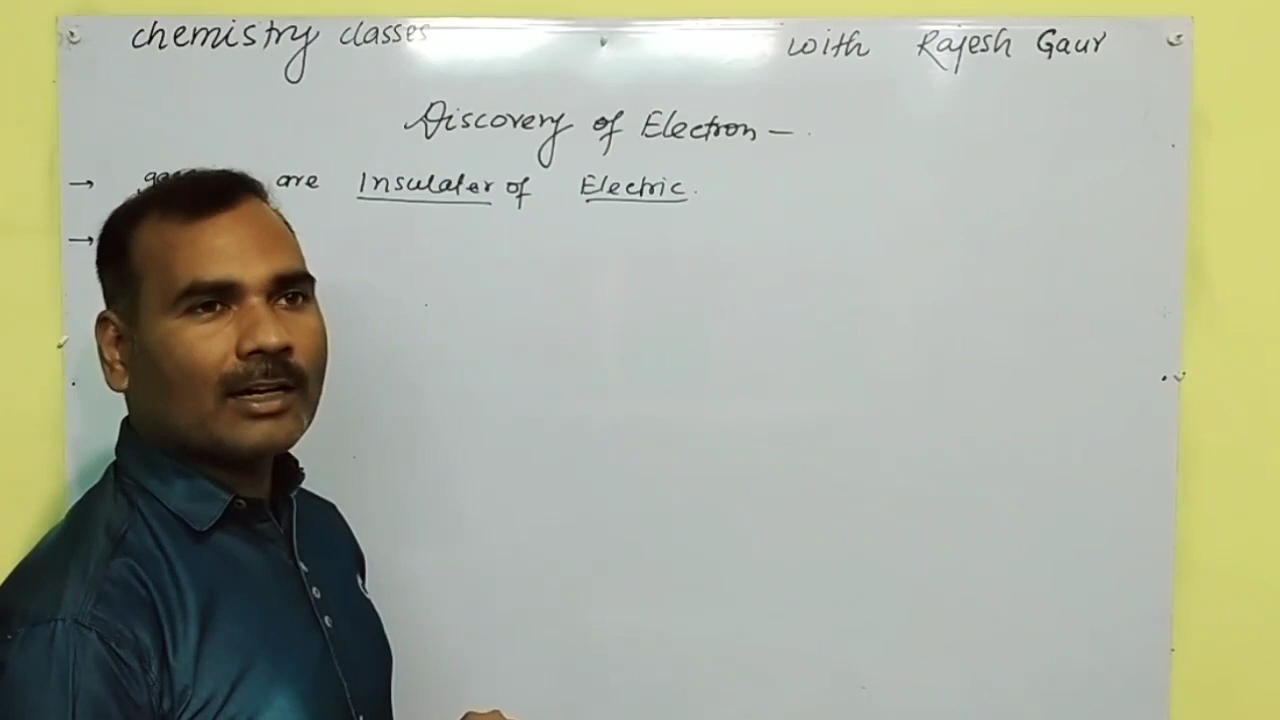 chemistry classes with Rajesh Gaur
Discovery of Electron -
→ are Insulater of Electric.
→